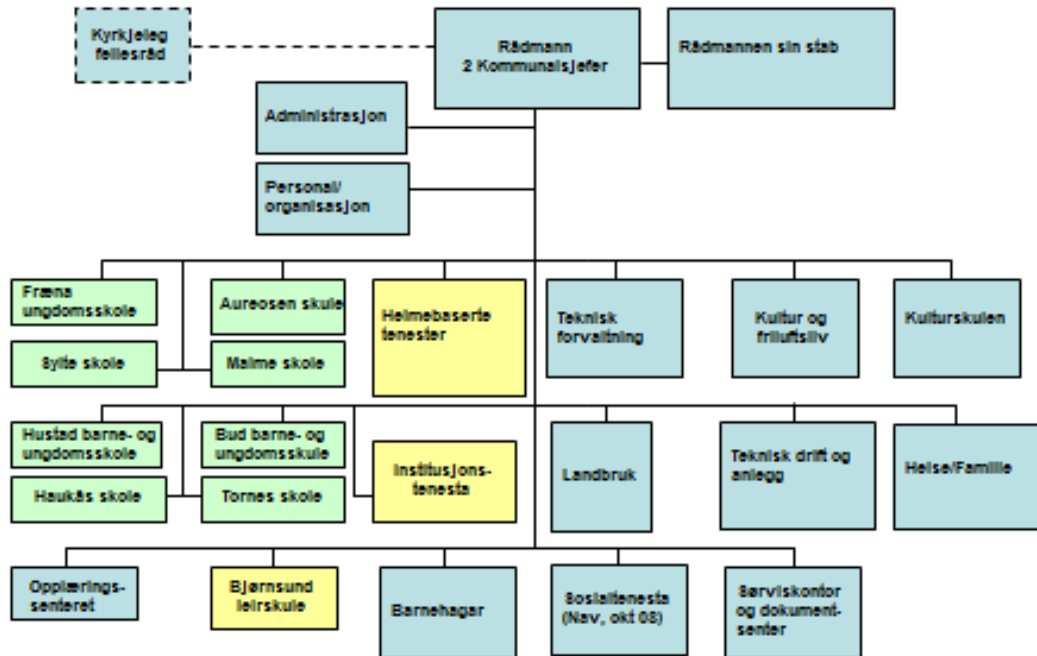 Kyrkjeleg
fellesråd
Rådmann
2 Kommunalsjefer
Rådmannen sin stab
Administrasjon
Personal/
organisasjon
Fræna
ungdomsskole
Aureosen skule
Heimebaserte
tenester
Teknisk
forvaltning
Kultur og
friluftsliv
Kulturskulen
Sylte skole
Malme skole
Hustad barne- og
ungdomsskole
Bud barne- og
ungdomsskule
Institusjons-
tenesta
Landbruk
Teknisk drift og
anlegg
Helse/Familie
Haukås skole
Tornes skole
Opplærings-
senteret
Bjørnsund
leirskule
Barnehagar
Sosialtenesta
(Nav, okt 08)
Sørviskontor
og dokument-
senter